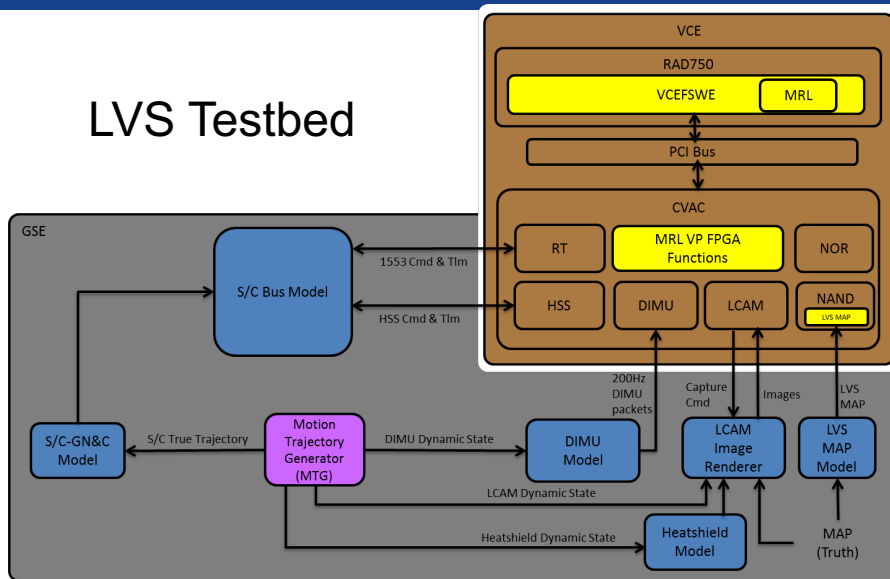 LVS Testbed
VCE
RAD750
VCEFSWE
MRL
PCI Bus
CVAC
RT
MRL VP FPGA
Functions
NOR
HSS
DIMU
LCAM
NAND
LVS MAP
GSE
S/C Bus Model
1553 Cmd & Tlm
HSS Cmd & Tlm
200Hz
DIMU
packets
Capture
Cmd
Images
LVS
MAP
S/C-GN&C
Model
S/C True Trajectory
Motion
Trajectory
Generator
(MTG)
DIMU Dynamic State
DIMU
Model
LCAM
Image
Renderer
LVS
MAP
Model
LCAM Dynamic State
Heatshield Dynamic State
Heatshield
Model
MAP
(Truth)